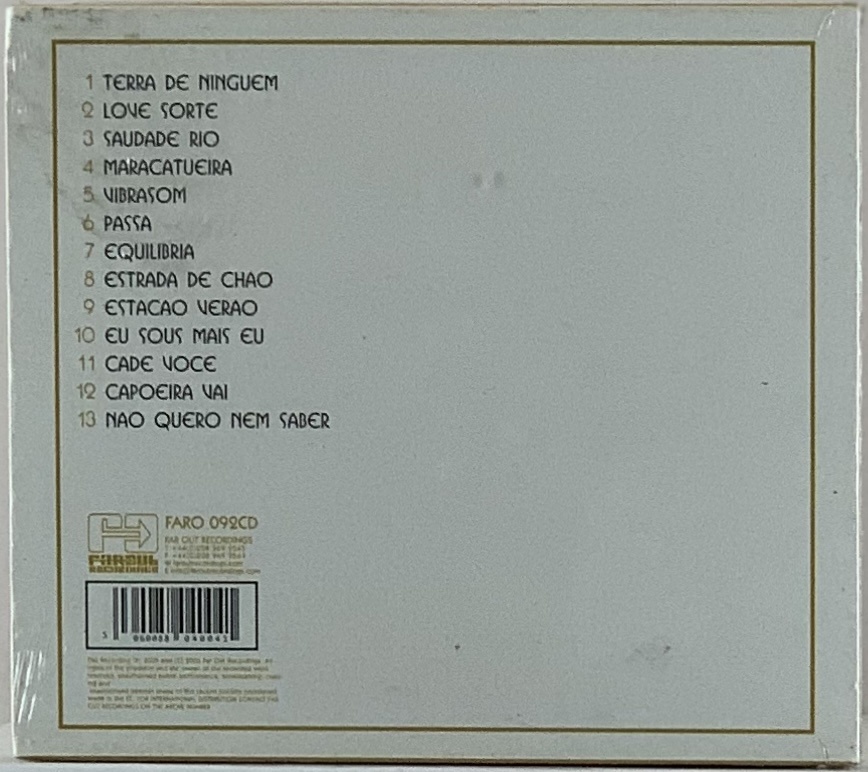 1 TERRA DE NINGUEM
2 LOVE SORTE
3 SAUDADE RIO
4 MARACATUEIRA
5 VIBRASOM
6 PASSA
7 EQUILIBRIA
8 ESTRADA DE CHAO
9 ESTACAO VERAO
10 EU SOUS MAIS EU
11 CADE VOCE
12 CAPOEIRA VAI
13 NAO QUERO NEM SABER
FARO 092CD
FAR OUT RECORDINGS
FAROUT
RECORDINGS